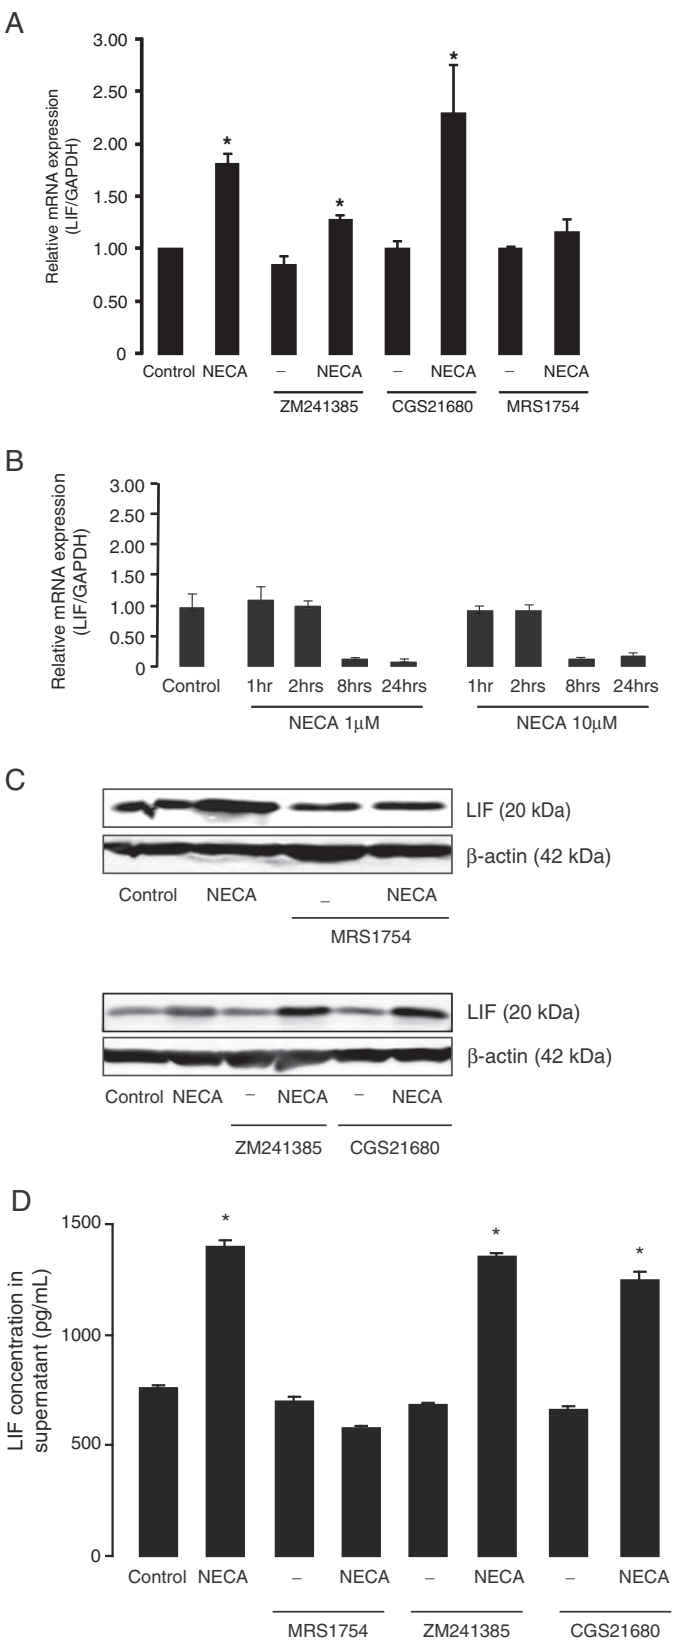 A
Relative mRNA expression
(LIF/GAPDH)
3.00
2.50
2.00
1.50
1.00
0.50
0
*
*
*
Control NECA – NECA – NECA – NECA
ZM241385 CGS21680 MRS1754
B
Relative mRNA expression
(LIF/GAPDH)
3.00
2.50
2.00
1.50
1.00
0.50
0
Control 1hr 2hrs 8hrs 24hrs 1hr 2hrs 8hrs 24hrs
NECA 1μM NECA 10μM
C
LIF (20 kDa)
β-actin (42 kDa)
Control NECA – NECA
MRS1754
LIF (20 kDa)
β-actin (42 kDa)
Control NECA – NECA – NECA
ZM241385 CGS21680
D
LIF concentration in
supernatant (pg/mL)
1500
1000
500
0
*
*
*
Control NECA – NECA – NECA – NECA
MRS1754 ZM241385 CGS21680